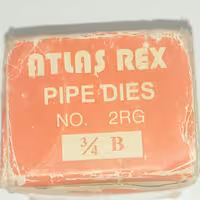 ATLAS REX
PIPE DIES
NO. 2RG
3/4 B